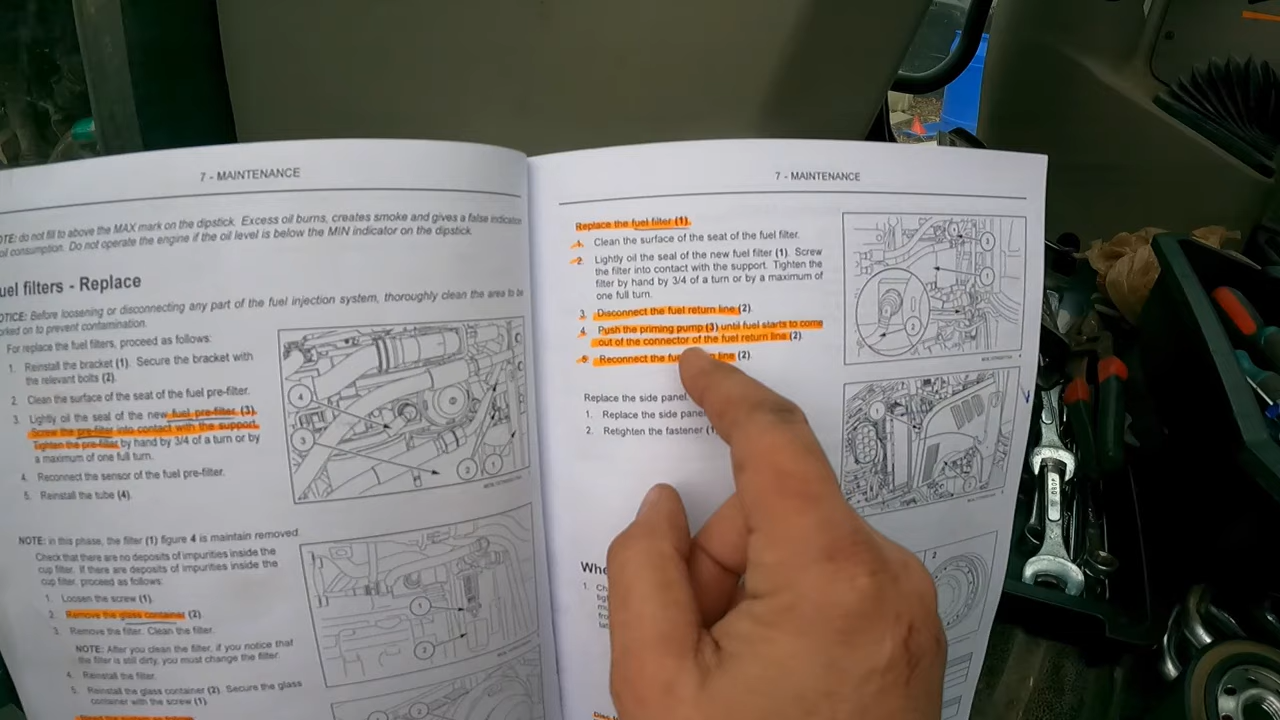 7 - MAINTENANCE
OTE: do not fill to above the MAX mark on the dipstick. Excess oil burns, creates smoke and gives a false indication
oil consumption. Do not operate the engine if the oil level is below the MIN indicator on the dipstick.
uel filters - Replace
OTICE: Before loosening or disconnecting any part of the fuel injection system, thoroughly clean the area to be
orked on to prevent contamination.
For replace the fuel filters, proceed as follows:
1. Reinstall the bracket (1). Secure the bracket with
the relevant bolts (2).
2. Clean the surface of the seat of the fuel pre-filter.
3. Lightly oil the seal of the new fuel pre-filter (3).
Screw the pre-filter into contact with the support.
Tighten the pre-filter by hand by 3/4 of a turn or by
a maximum of one full turn.
4. Reconnect the sensor of the fuel pre-filter.
5. Reinstall the tube (4).
4
3
2
1
NOTE: in this phase, the filter (1) figure 4 is maintain removed.
Check that there are no deposits of impurities inside the
cup filter. If there are deposits of impurities inside the
cup filter, proceed as follows:
1. Loosen the screw (1).
2. Remove the glass container (2).
3. Remove the filter. Clean the filter.
NOTE: After you clean the filter, if you notice that
the filter is still dirty, you must change the filter.
4. Reinstall the filter.
5. Reinstall the glass container (2). Secure the glass
container with the screw (1).
1
2
7 - MAINTENANCE
Replace the fuel filter (1).
1. Clean the surface of the seat of the fuel filter.
2. Lightly oil the seal of the new fuel filter (1). Screw
the filter into contact with the support. Tighten the
filter by hand by 3/4 of a turn or by a maximum of
one full turn.
3. Disconnect the fuel return line (2).
4. Push the priming pump (3) until fuel starts to come
out of the connector of the fuel return line (2).
5. Reconnect the fue line (2).
3
1
2
Replace the side panel
1. Replace the side pane
2. Retighten the fastener (1
1
Whe
1. Ch
2